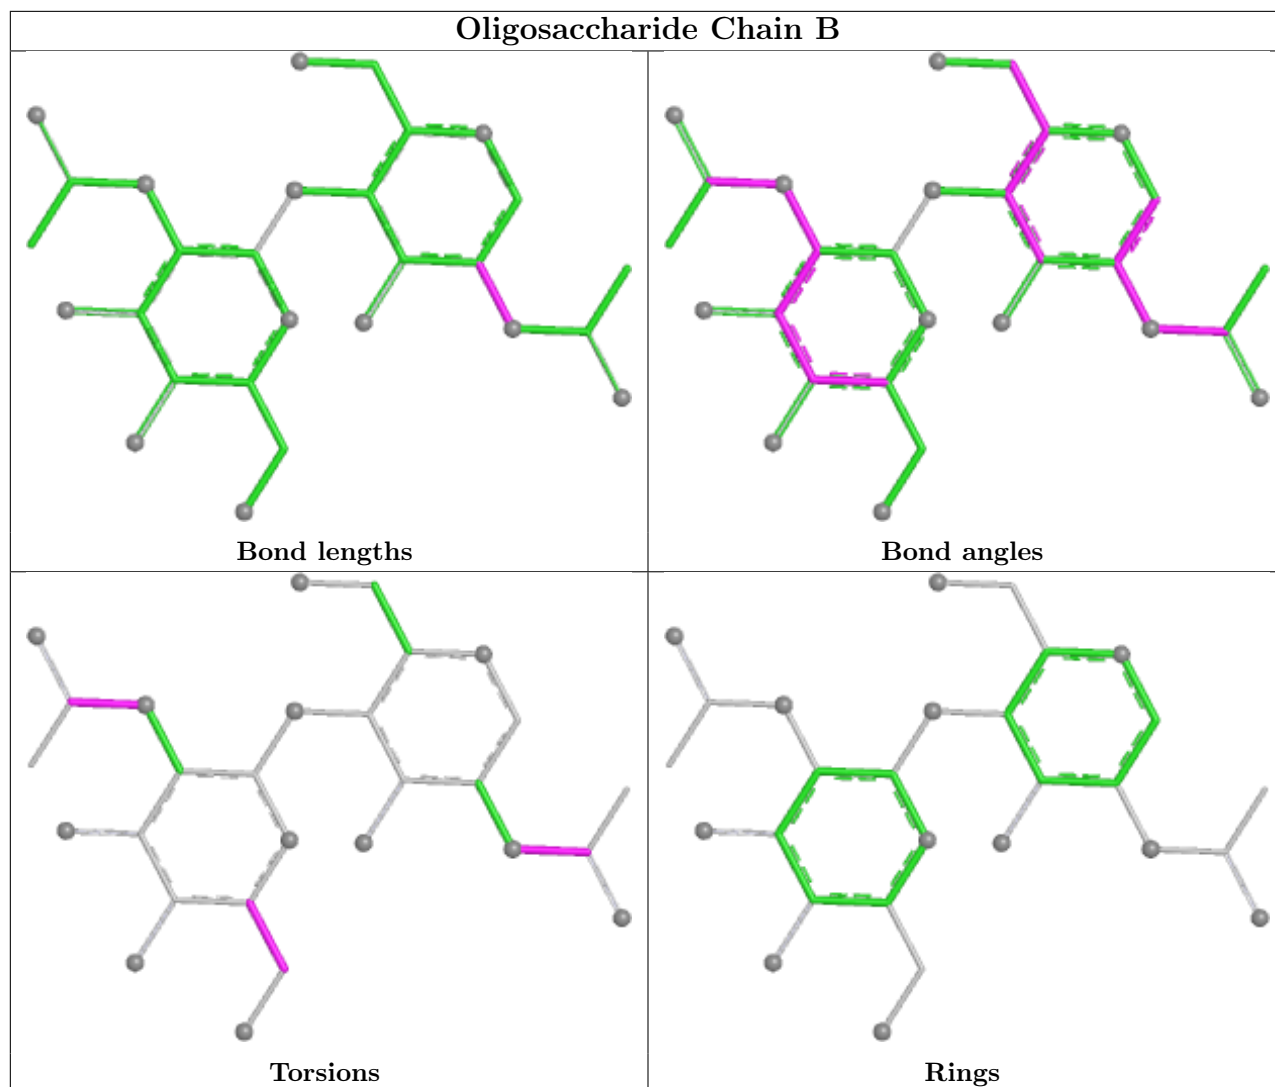 Oligosaccharide Chain B
Bond lengths
Bond angles
Torsions
Rings